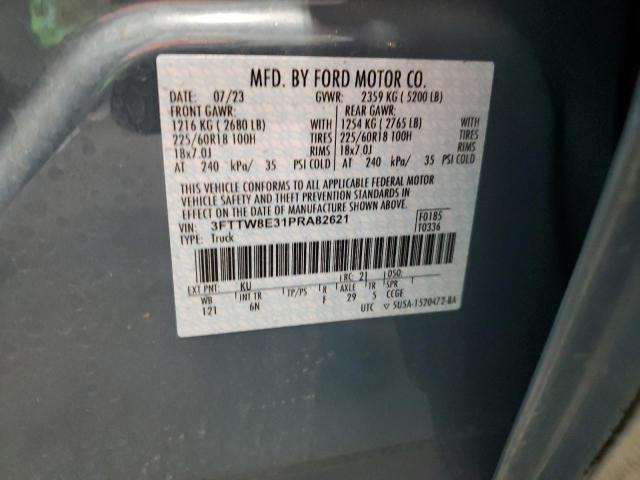 MFD. BY FORD MOTOR CO.
DATE: 07/23 GVWR: 2359 KG ( 5200 LB)
FRONT GAWR: REAR GAWR:
1216 KG ( 2680 LB) WITH 1254 KG ( 2765 LB) WITH
225/60R18 100H TIRES 225/60R18 100H TIRES
18x7.0J RIMS 18x7.0J RIMS
AT 240 kPa/ 35 PSI COLD AT 240 kPa/ 35 PSI COLD
THIS VEHICLE CONFORMS TO ALL APPLICABLE FEDERAL MOTOR
VEHICLE SAFETY AND THEFT PREVENTION STANDARDS IN
EFFECT ON THE DATE OF MANUFACTURE SHOWN ABOVE.
VIN: 3FTTW8E31PRA82621 F0185
TYPE: Truck T0336
EXT PNT: KU RC: 21 DSO:
WB INT TR TP/PS R AXLE TR SPR
121 6N F 29 5 CCGE
UTC ▽ 5U5A-1520472-BA